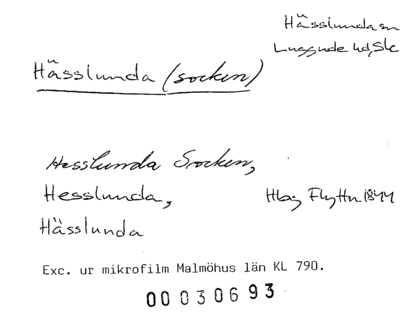 Hässlunda sn
Luggude hd, Sk
Hässlunda (socken)
Hesslunda Socken,
Hesslunda, Hbg Flyttn 1844
Hässlunda
Exc. ur mikrofilm Malmöhus län KL 790.
00030693